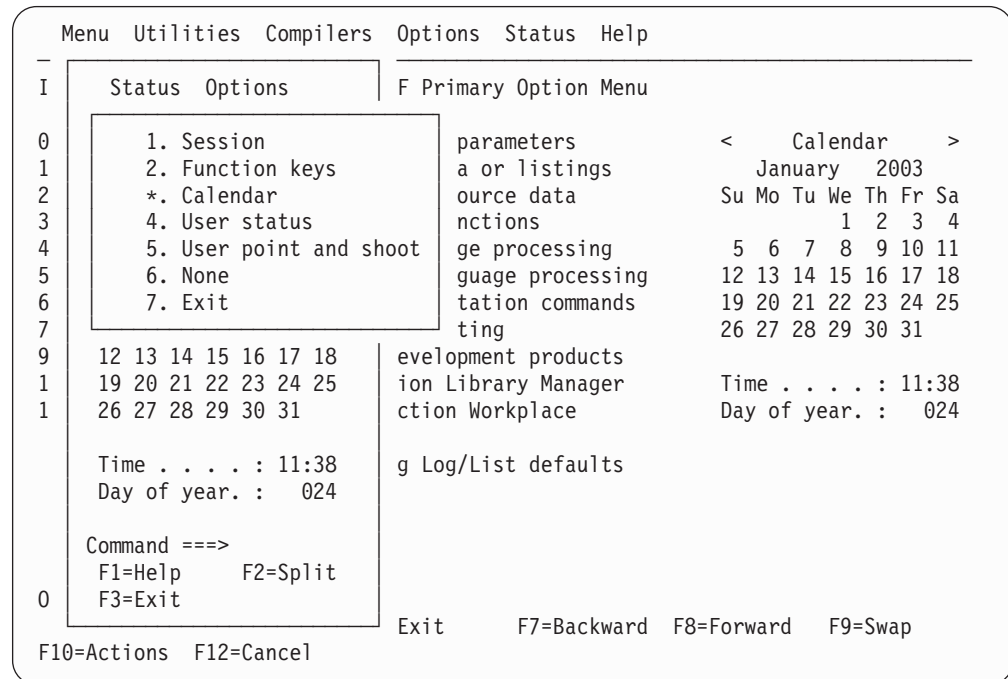 Menu Utilities Compilers Options Status Help
I Status Options F Primary Option Menu
0 1. Session parameters < Calendar >
1 2. Function keys a or listings January 2003
2 *. Calendar ource data Su Mo Tu We Th Fr Sa
3 4. User status nctions 1 2 3 4
4 5. User point and shoot ge processing 5 6 7 8 9 10 11
5 6. None guage processing 12 13 14 15 16 17 18
6 7. Exit tation commands 19 20 21 22 23 24 25
7 ting 26 27 28 29 30 31
9 12 13 14 15 16 17 18 evelopment products
1 19 20 21 22 23 24 25 ion Library Manager Time . . . . : 11:38
1 26 27 28 29 30 31 ction Workplace Day of year. : 024
Time . . . . : 11:38 g Log/List defaults
Day of year. : 024
Command ===>
F1=Help F2=Split
O F3=Exit
Exit F7=Backward F8=Forward F9=Swap
F10=Actions F12=Cancel